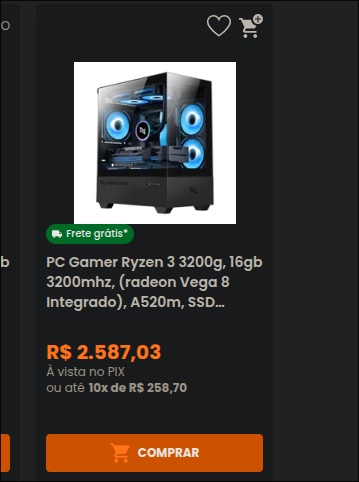 Frete grátis*
b
PC Gamer Ryzen 3 3200g, 16gb
3200mhz, (radeon Vega 8
Integrado), A520m, SSD...
R$ 2.587,03
À vista no PIX
ou até 10x de R$ 258,70
COMPRAR